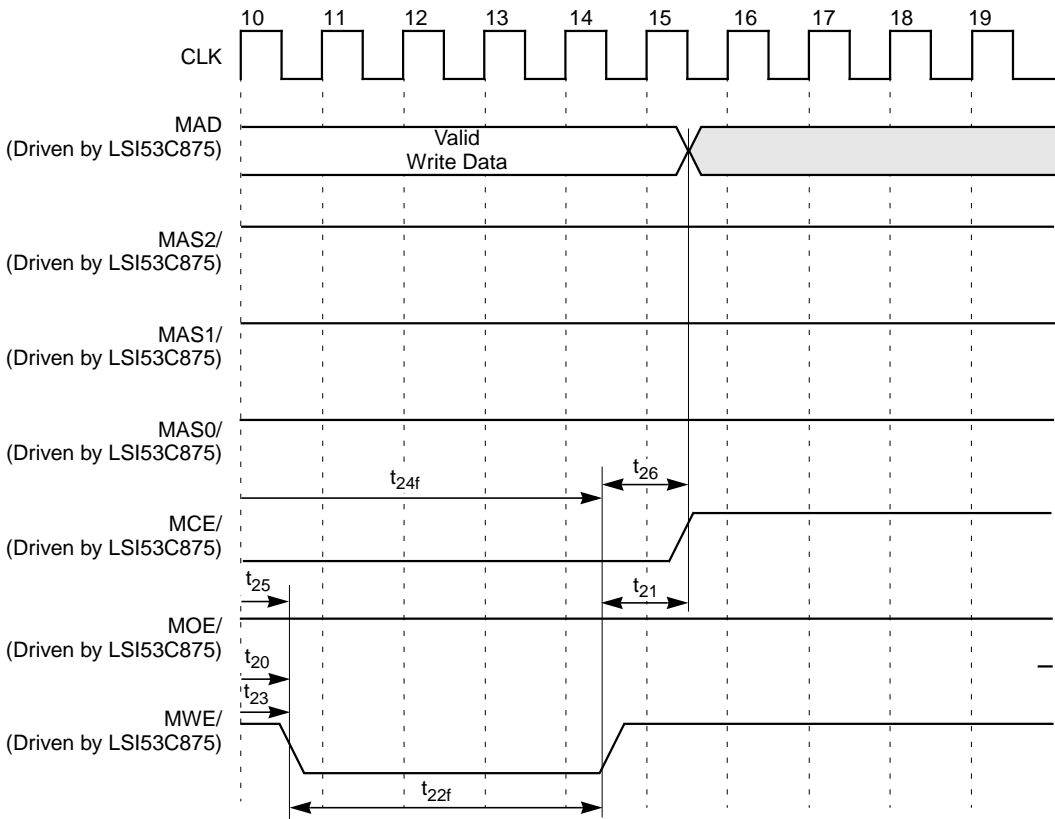 10 11 12 13 14 15 16 17 18 19
CLK
MAD
(Driven by LSI53C875)
Valid
Write Data
MAS2/
(Driven by LSI53C875)
MAS1/
(Driven by LSI53C875)
MAS0/
(Driven by LSI53C875)
t24f
t26
MCE/
(Driven by LSI53C875)
t25
t21
MOE/
(Driven by LSI53C875)
t20
t23
MWE/
(Driven by LSI53C875)
t22f